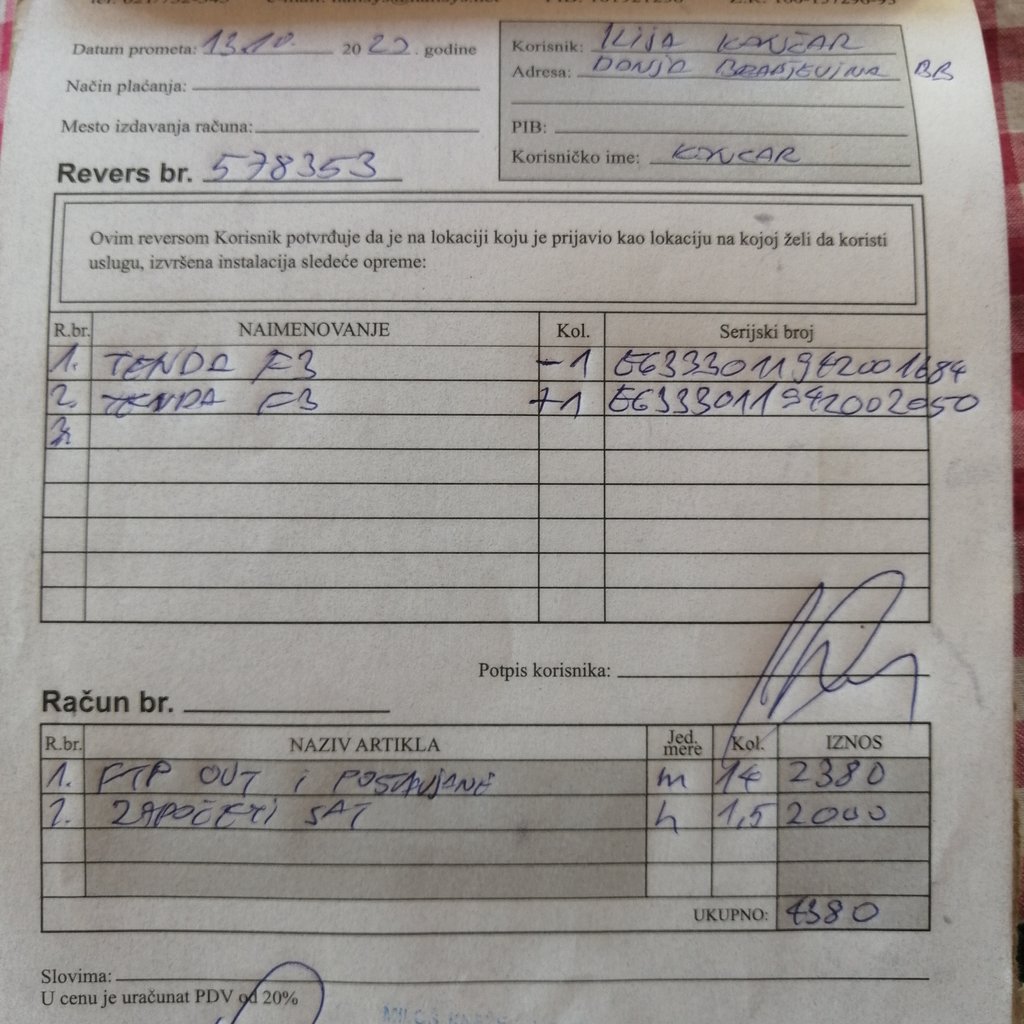 Datum prometa: 13.10. 2022. godine
Način plaćanja:
Mesto izdavanja računa:
Korisnik: ILIJA
Adresa: DONJA BRANJEVINA BB
PIB:
Korisničko ime:
Revers br. 578353
Ovim reversom Korisnik potvrđuje da je na lokaciji koju je prijavio kao lokaciju na kojoj želi da koristi
uslugu, izvršena instalacija sledeće opreme:
R.br. NAIMENOVANJE Kol. Serijski broj
1. TENDA F3 -1 E6333011942001684
2. TENDA F3 +1 E6333011942002050
3.
Potpis korisnika:
Račun br.
R.br. NAZIV ARTIKLA Jed. mere Kol. IZNOS
1. FTP OUT i POSTAVLJANJE m 14 2380
2. ZAPOČETI SAT h 1,5 2000
UKUPNO: 4380
Slovima:
U cenu je uračunat PDV od 20%